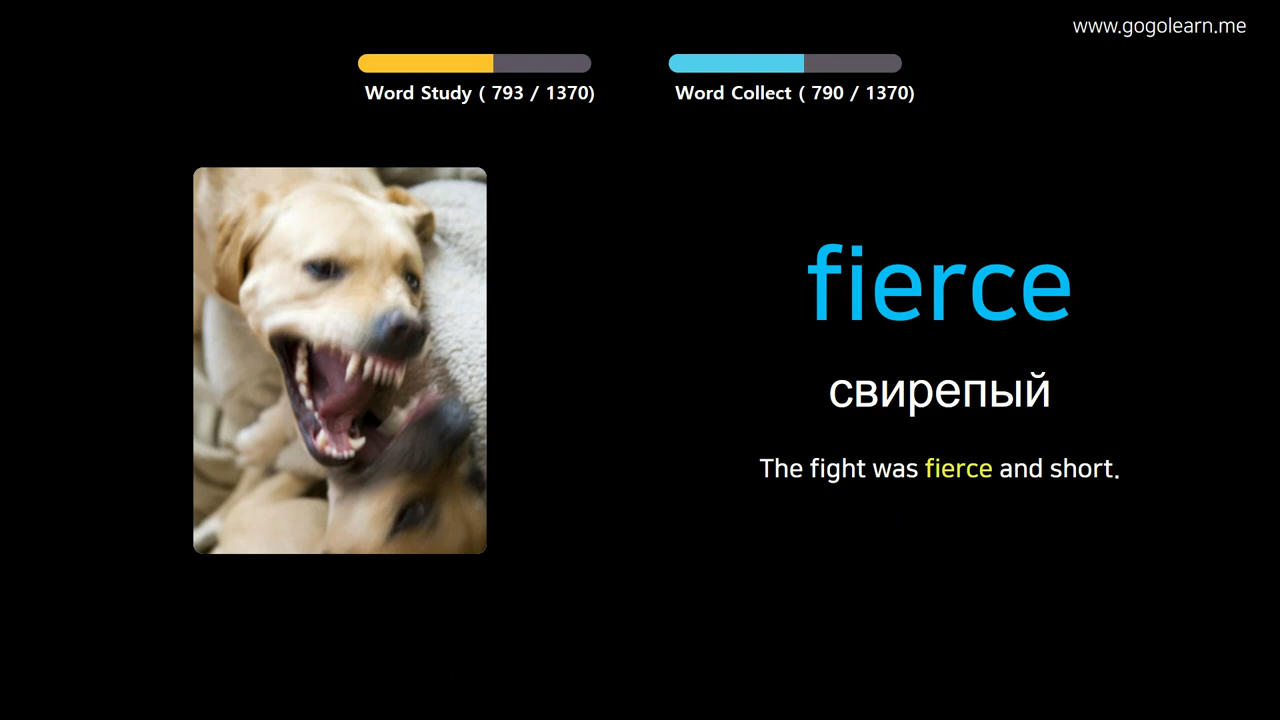 www.gogolearn.me
Word Study ( 793 / 1370)
Word Collect ( 790 / 1370)
fierce
свирепый
The fight was fierce and short.